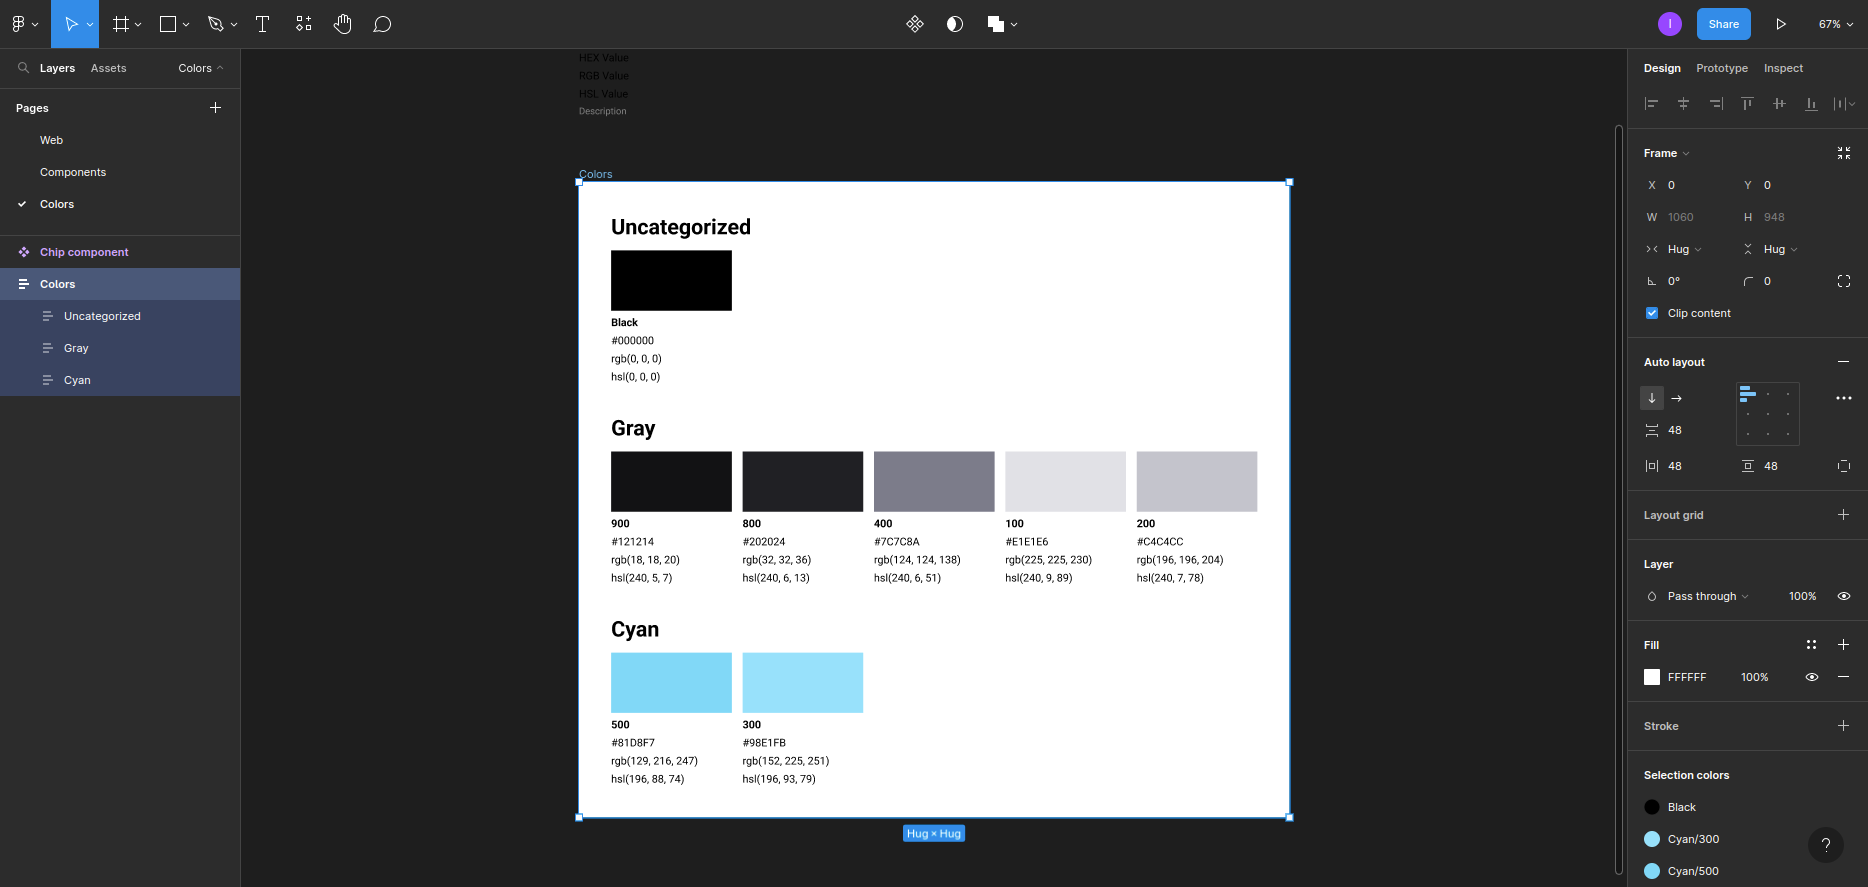 Share
67%
Layers
Assets
Colors
Pages
Web
Components
Colors
Chip component
Colors
Uncategorized
Gray
Cyan
HEX Value
RGB Value
HSL Value
Description
Colors
Uncategorized
Black
#000000
rgb(0, 0, 0)
hsl(0, 0, 0)
Gray
900
#121214
rgb(18, 18, 20)
hsl(240, 5, 7)
800
#202024
rgb(32, 32, 36)
hsl(240, 6, 13)
400
#7C7C8A
rgb(124, 124, 138)
hsl(240, 6, 51)
100
#E1E1E6
rgb(225, 225, 230)
hsl(240, 9, 89)
200
#C4C4CC
rgb(196, 196, 204)
hsl(240, 7, 78)
Cyan
500
#81D8F7
rgb(129, 216, 247)
hsl(196, 88, 74)
300
#98E1FB
rgb(152, 225, 251)
hsl(196, 93, 79)
Hug × Hug
Design
Prototype
Inspect
Frame
X 0
Y 0
W 1060
H 948
Hug
Hug
0°
0
Clip content
Auto layout
48
48
48
Layout grid
Layer
Pass through
100%
Fill
FFFFFF
100%
Stroke
Selection colors
Black
Cyan/300
Cyan/500
I
?